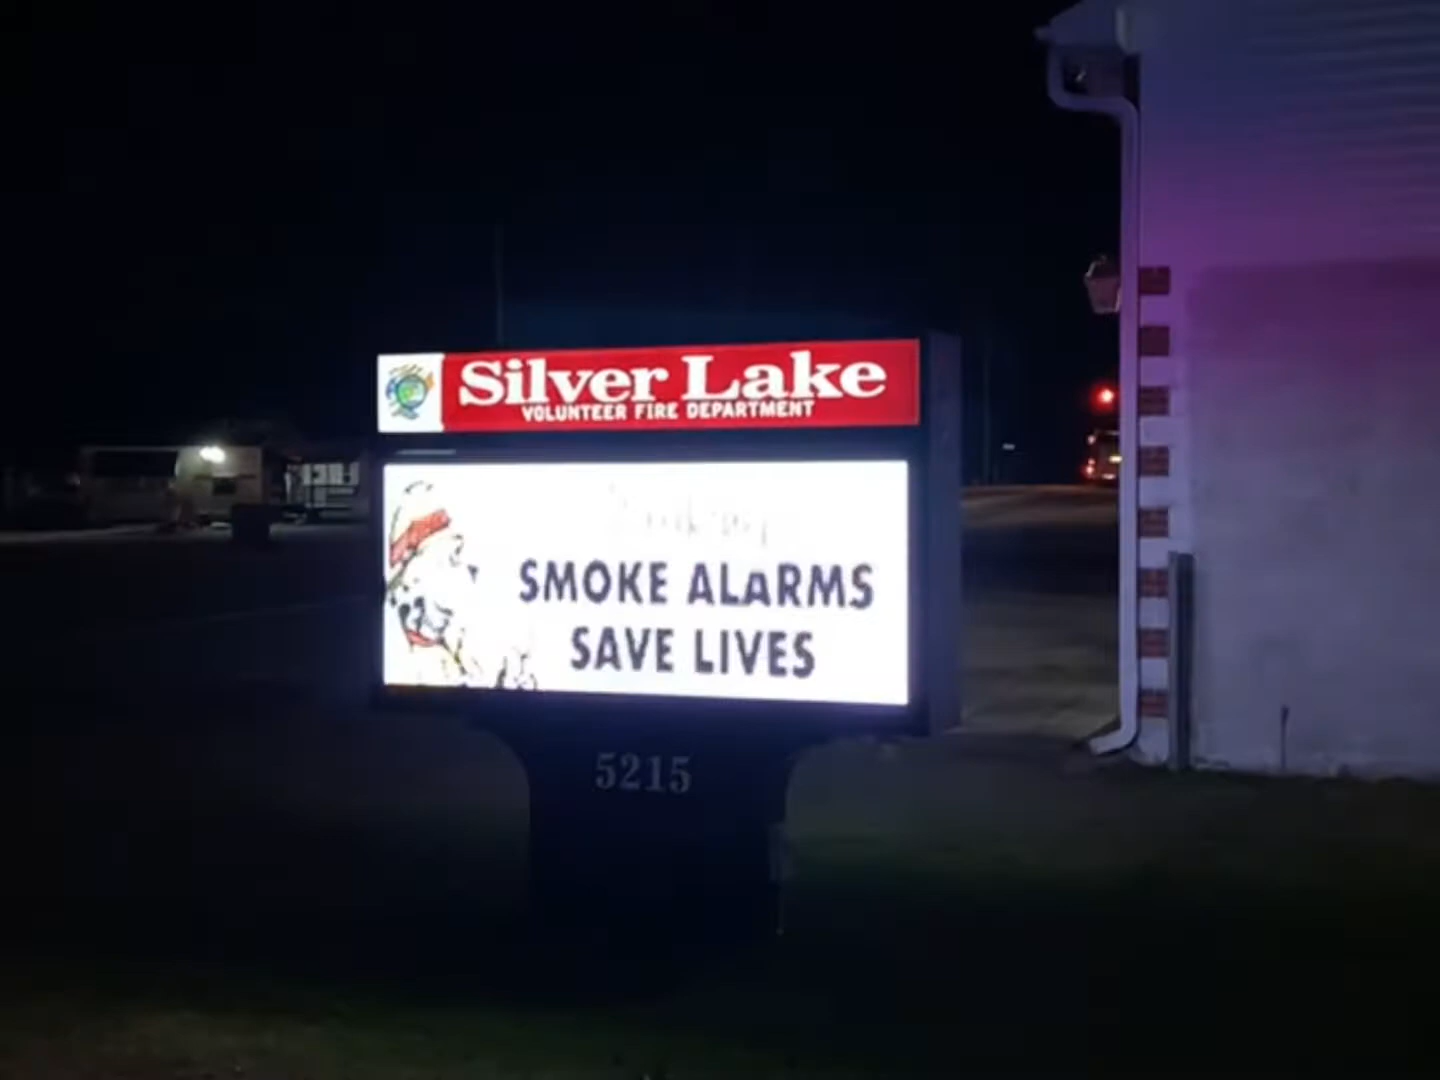 Silver Lake
VOLUNTEER FIRE DEPARTMENT
SMOKE ALARMS
SAVE LIVES
5215